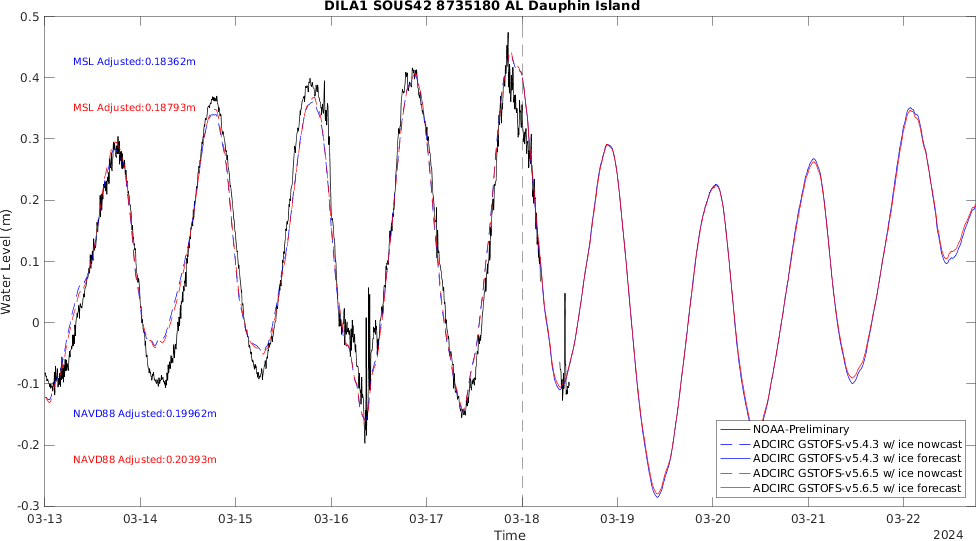 DILA1 SOUS42 8735180 AL Dauphin Island
0.5
0.4
0.3
0.2
0.1
0
-0.1
-0.2
-0.3
Water Level (m)
MSL Adjusted:0.18362m
MSL Adjusted:0.18793m
NAVD88 Adjusted:0.19962m
NAVD88 Adjusted:0.20393m
NOAA-Preliminary
ADCIRC GSTOFS-v5.4.3 w/ ice nowcast
ADCIRC GSTOFS-v5.4.3 w/ ice forecast
ADCIRC GSTOFS-v5.6.5 w/ ice nowcast
ADCIRC GSTOFS-v5.6.5 w/ ice forecast
03-13 03-14 03-15 03-16 03-17 03-18 03-19 03-20 03-21 03-22
Time
2024